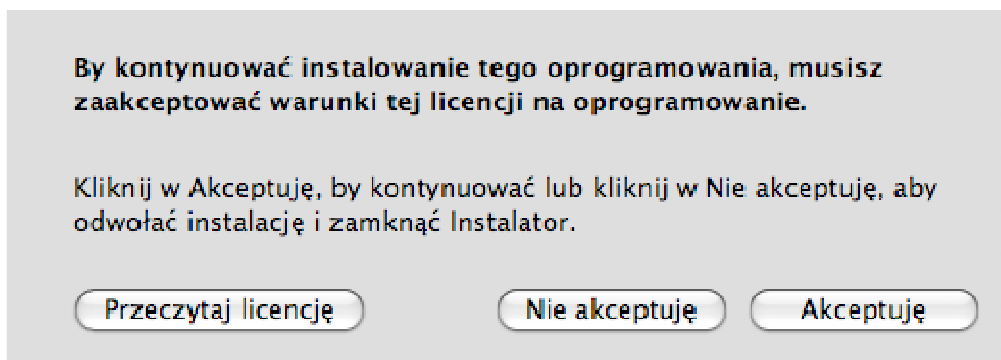 By kontynuować instalowanie tego oprogramowania, musisz
zaakceptować warunki tej licencji na oprogramowanie.
Kliknij w Akceptuję, by kontynuować lub kliknij w Nie akceptuję, aby
odwołać instalację i zamknąć Instalator.
Przeczytaj licencję Nie akceptuję Akceptuję